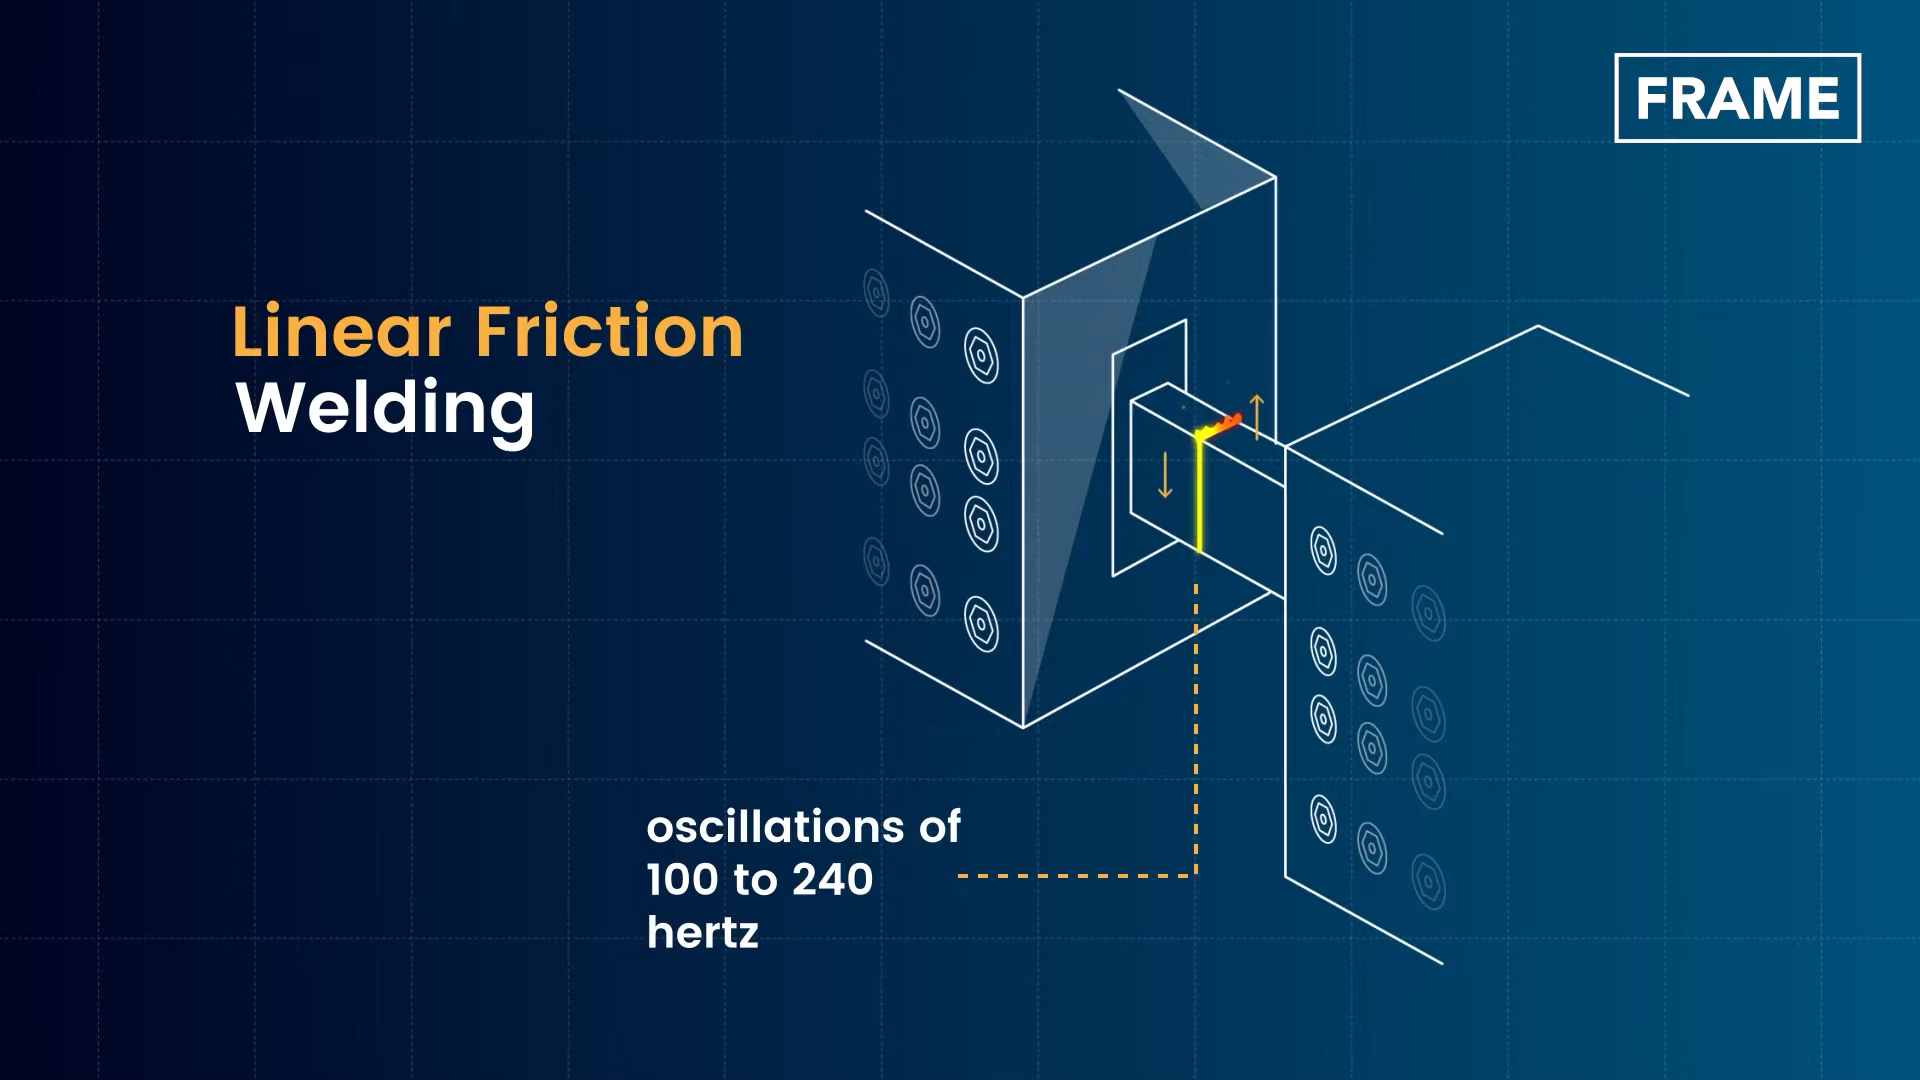 FRAME
Linear Friction
Welding
oscillations of
100 to 240
hertz